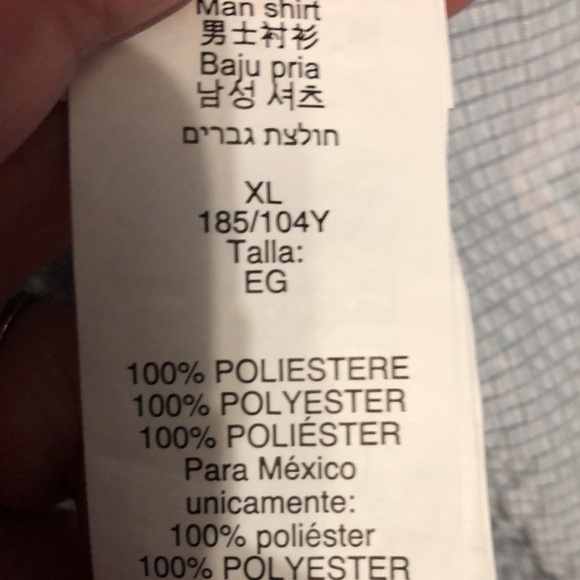 Man shirt
男士衬衫
Baju pria
남성 셔츠
חולצת גברים
XL
185/104Y
Talla:
EG
100% POLIESTERE
100% POLYESTER
100% POLIÉSTER
Para México
unicamente:
100% poliéster
100% POLYESTER